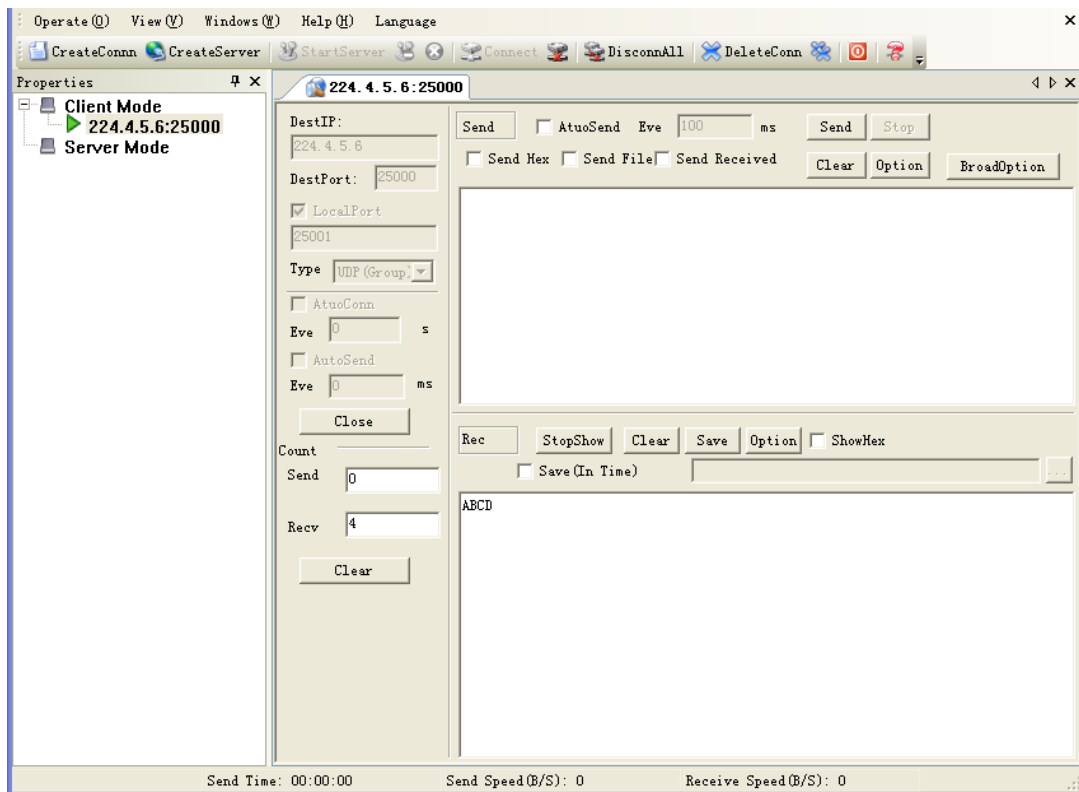 Operate(O) View(V) Windows(W) Help(H) Language
CreateConnn CreateServer StartServer Connect DisconnAll DeleteConn
Properties
Client Mode
224.4.5.6:25000
Server Mode
224.4.5.6:25000
DestIP:
224.4.5.6
DestPort: 25000
LocalPort
25001
Type UDP(Group)
AtuoConn
Eve 0 s
AutoSend
Eve 0 ms
Close
Count
Send 0
Recv 4
Clear
Send AtuoSend Eve 100 ms Send Stop
Send Hex Send File Send Received Clear Option BroadOption
Rec StopShow Clear Save Option ShowHex
Save(In Time) ...
ABCD
Send Time: 00:00:00 Send Speed(B/S): 0 Receive Speed(B/S): 0